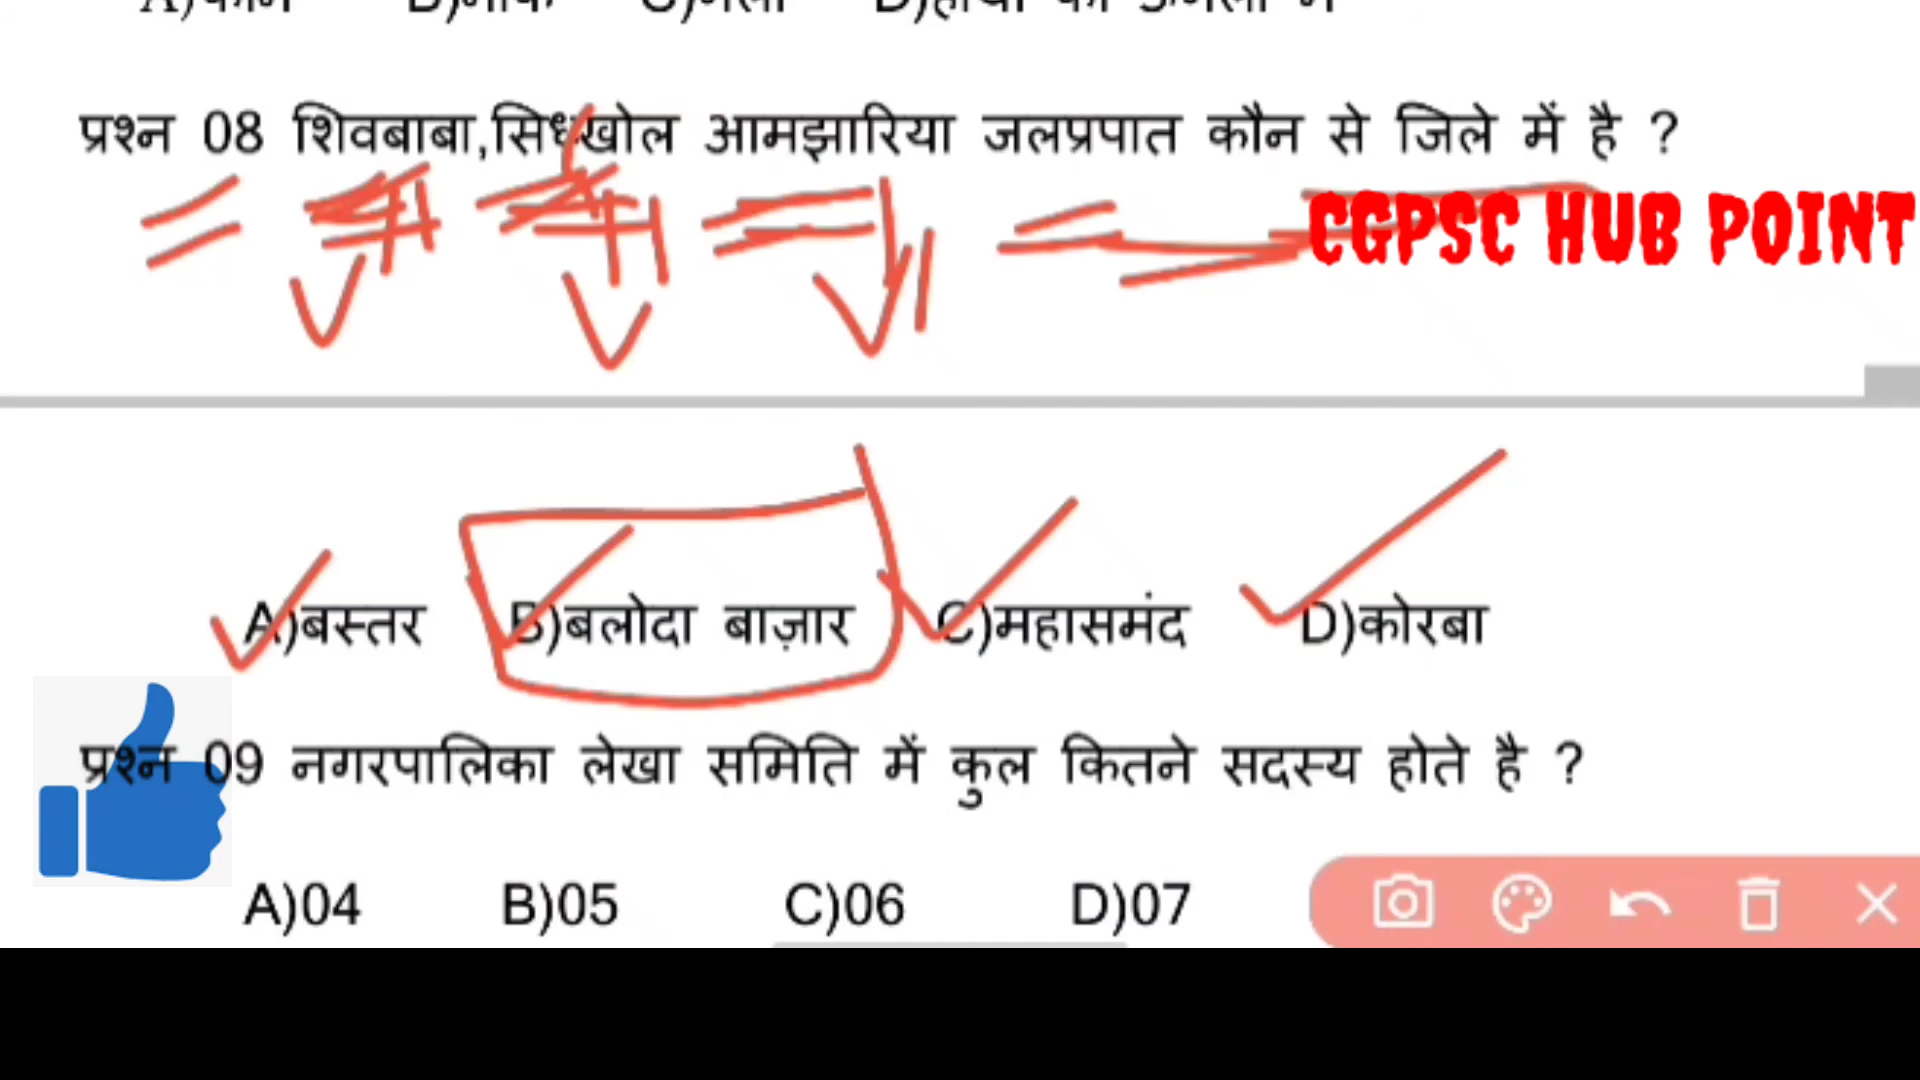 प्रश्न 08 शिवबाबा,सिध्खोल आमझारिया जलप्रपात कौन से जिले में है ?
CGPSC HUB POINT
A)बस्तर B)बलोदा बाज़ार C)महासमंद D)कोरबा
प्रश्न 09 नगरपालिका लेखा समिति में कुल कितने सदस्य होते है ?
A)04 B)05 C)06 D)07